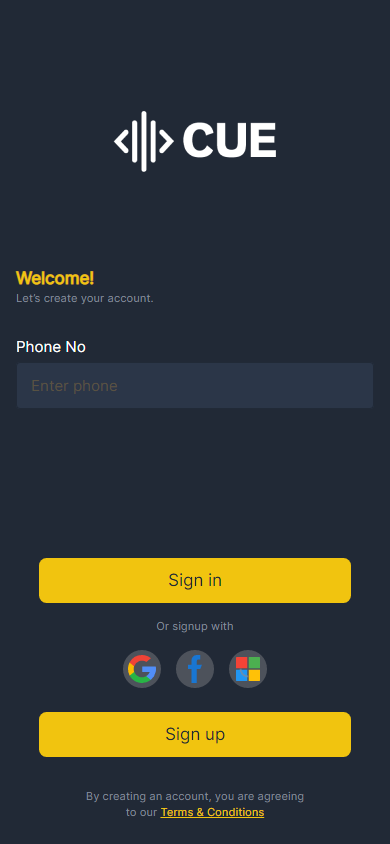 CUE
Welcome!
Let's create your account.
Phone No
Enter phone
Sign in
Or signup with
Sign up
By creating an account, you are agreeing
to our Terms & Conditions